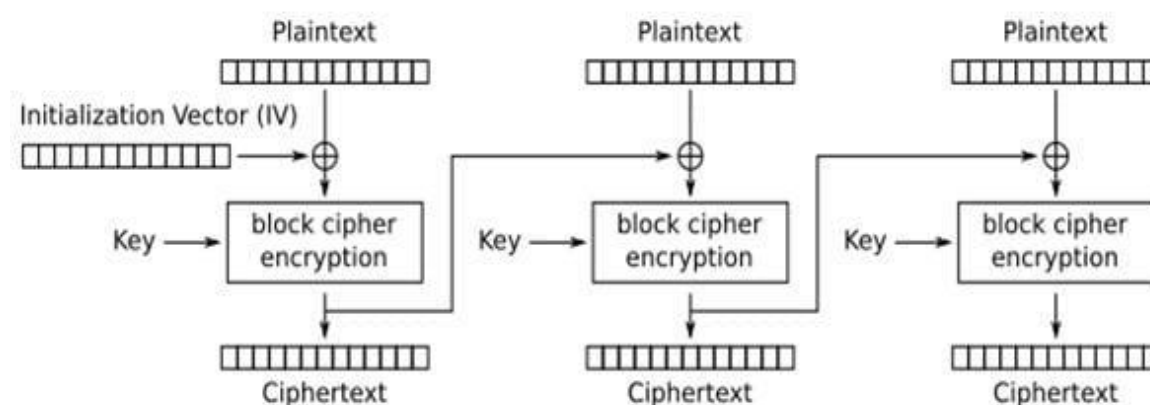 Plaintext
Plaintext
Plaintext
Initialization Vector (IV)
Key
block cipher
encryption
Key
block cipher
encryption
Key
block cipher
encryption
Ciphertext
Ciphertext
Ciphertext